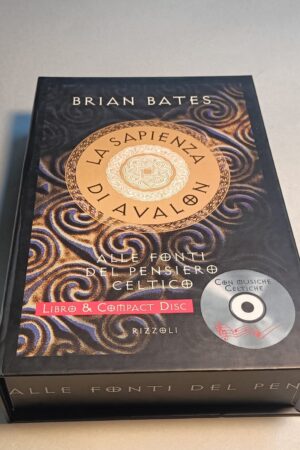 BRIAN BATES
LA SAPIENZA
DI AVALON
ALLE FONTI
DEL PENSIERO
CELTICO
LIBRO & COMPACT DISC
CON MUSICHE
CELTICHE
RIZZOLI
ALLE FONTI DEL PEN